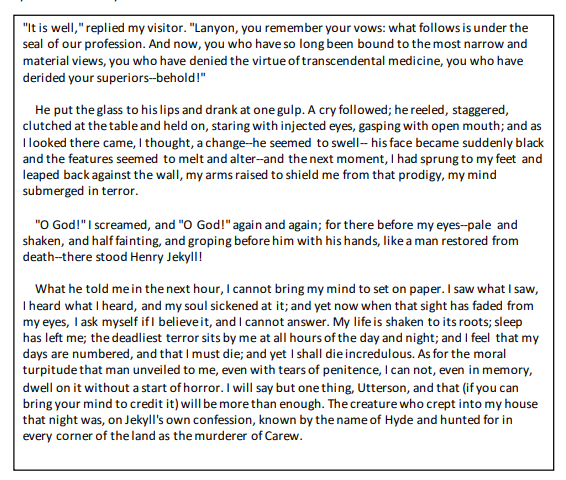 "It is well," replied my visitor. "Lanyon, you remember your vows: what follows is under the
seal of our profession. And now, you who have so long been bound to the most narrow and
material views, you who have denied the virtue of transcendental medicine, you who have
derided your superiors--behold!"
He put the glass to his lips and drank at one gulp. A cry followed; he reeled, staggered,
clutched at the table and held on, staring with injected eyes, gasping with open mouth; and as
I looked there came, I thought, a change--he seemed to swell-- his face became suddenly black
and the features seemed to melt and alter--and the next moment, I had sprung to my feet and
leaped back against the wall, my arms raised to shield me from that prodigy, my mind
submerged in terror.
"O God!" I screamed, and "O God!" again and again; for there before my eyes--pale and
shaken, and half fainting, and groping before him with his hands, like a man restored from
death--there stood Henry Jekyll!
What he told me in the next hour, I cannot bring my mind to set on paper. I saw what I saw,
I heard what I heard, and my soul sickened at it; and yet now when that sight has faded from
my eyes, I ask myself if I believe it, and I cannot answer. My life is shaken to its roots; sleep
has left me; the deadliest terror sits by me at all hours of the day and night; and I feel that my
days are numbered, and that I must die; and yet I shall die incredulous. As for the moral
turpitude that man unveiled to me, even with tears of penitence, I can not, even in memory,
dwell on it without a start of horror. I will say but one thing, Utterson, and that (if you can
bring your mind to credit it) will be more than enough. The creature who crept into my house
that night was, on Jekyll's own confession, known by the name of Hyde and hunted for in
every corner of the land as the murderer of Carew.